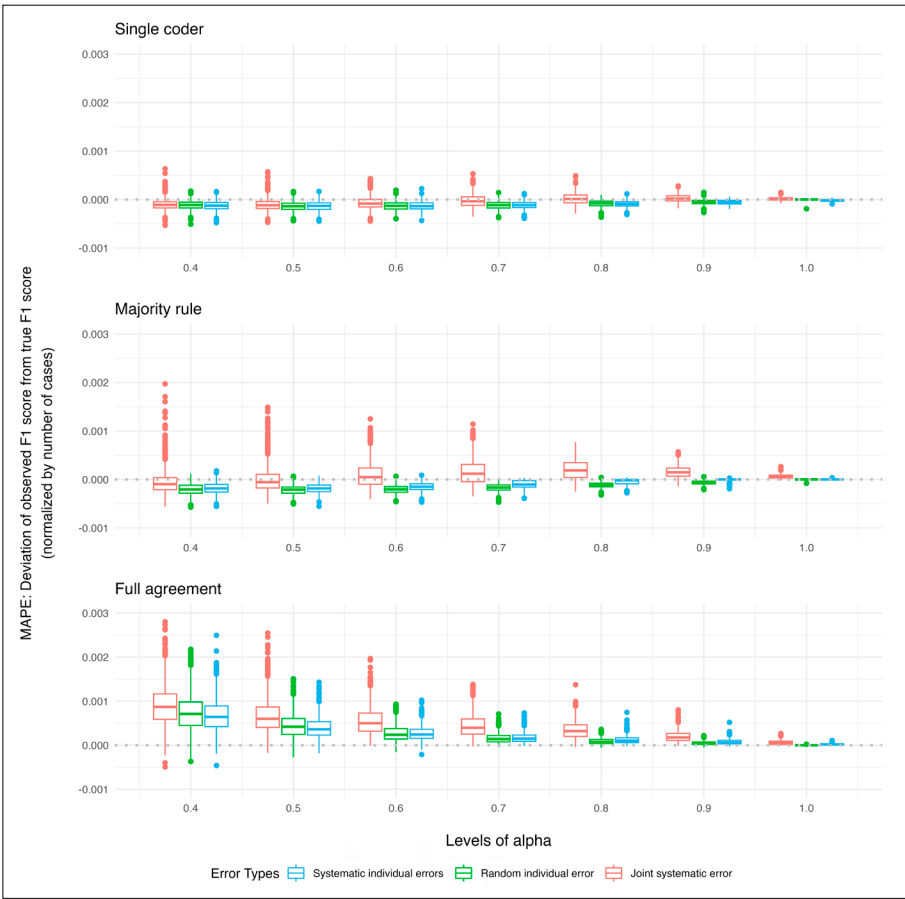 Single coder
0.003
0.002
0.001
0.000
-0.001
0.4 0.5 0.6 0.7 0.8 0.9 1.0
Majority rule
0.003
0.002
0.001
0.000
-0.001
0.4 0.5 0.6 0.7 0.8 0.9 1.0
MAPE: Deviation of observed F1 score from true F1 score
(normalized by number of cases)
Full agreement
0.003
0.002
0.001
0.000
-0.001
0.4 0.5 0.6 0.7 0.8 0.9 1.0
Levels of alpha
Error Types Systematic individual errors Random individual error Joint systematic error